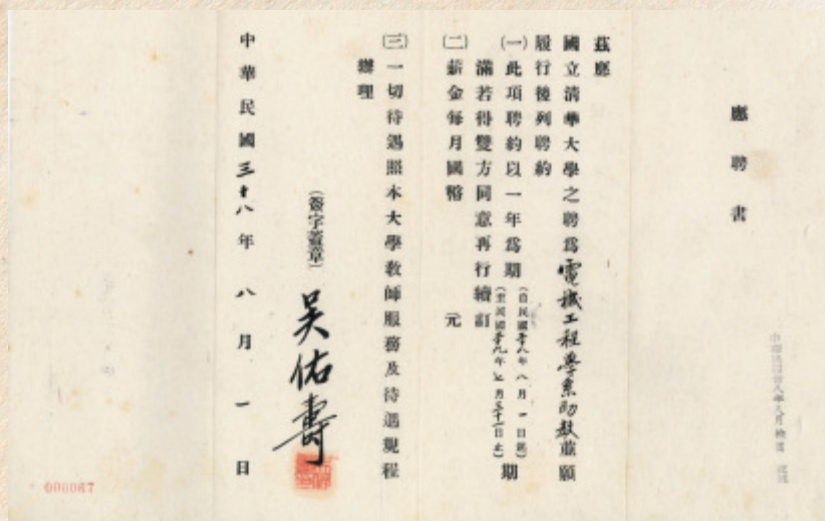 應聘書
茲應
國立清華大學之聘爲電機工程學系助教並願
履行後列聘約
(一)此項聘約以一年爲期(自民國卅八年八月一日起至民國卅九年七月三十一日止)期
滿若得雙方同意再行續訂
(二)薪金每月國幣 元
(三)一切待遇照本大學教師服務及待遇規程
辦理
(簽字蓋章) 吳佑壽
中華民國三十八年八月一日
000067